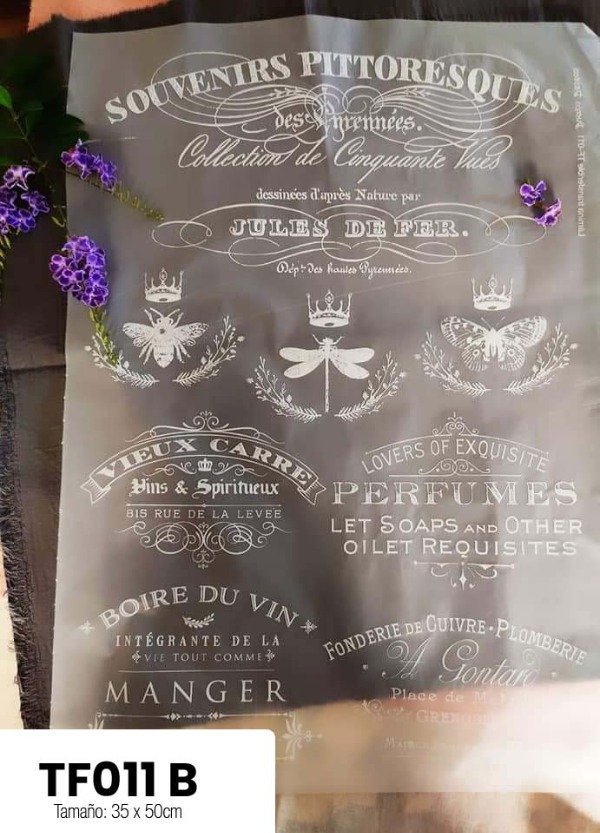 SOUVENIRS PITTORESQUES
des Pyrennées.
Collection de Cinquante Vues
dessinées d'après Nature par
JULES DE FER.
Dépt. Des hautes Pyrennées.
VIEUX CARRE
Vins & Spiritueux
BIS RUE DE LA LEVEE
LOVERS OF EXQUISITE
PERFUMES
LET SOAPS AND OTHER
OILET REQUISITES
BOIRE DU VIN
INTÉGRANTE DE LA
VIE TOUT COMME
MANGER
FONDERIE DE CUIVRE · PLOMBERIE
A Gontard
Place de
GRENOBLE
TF011 B
Tamaño: 35 x 50cm